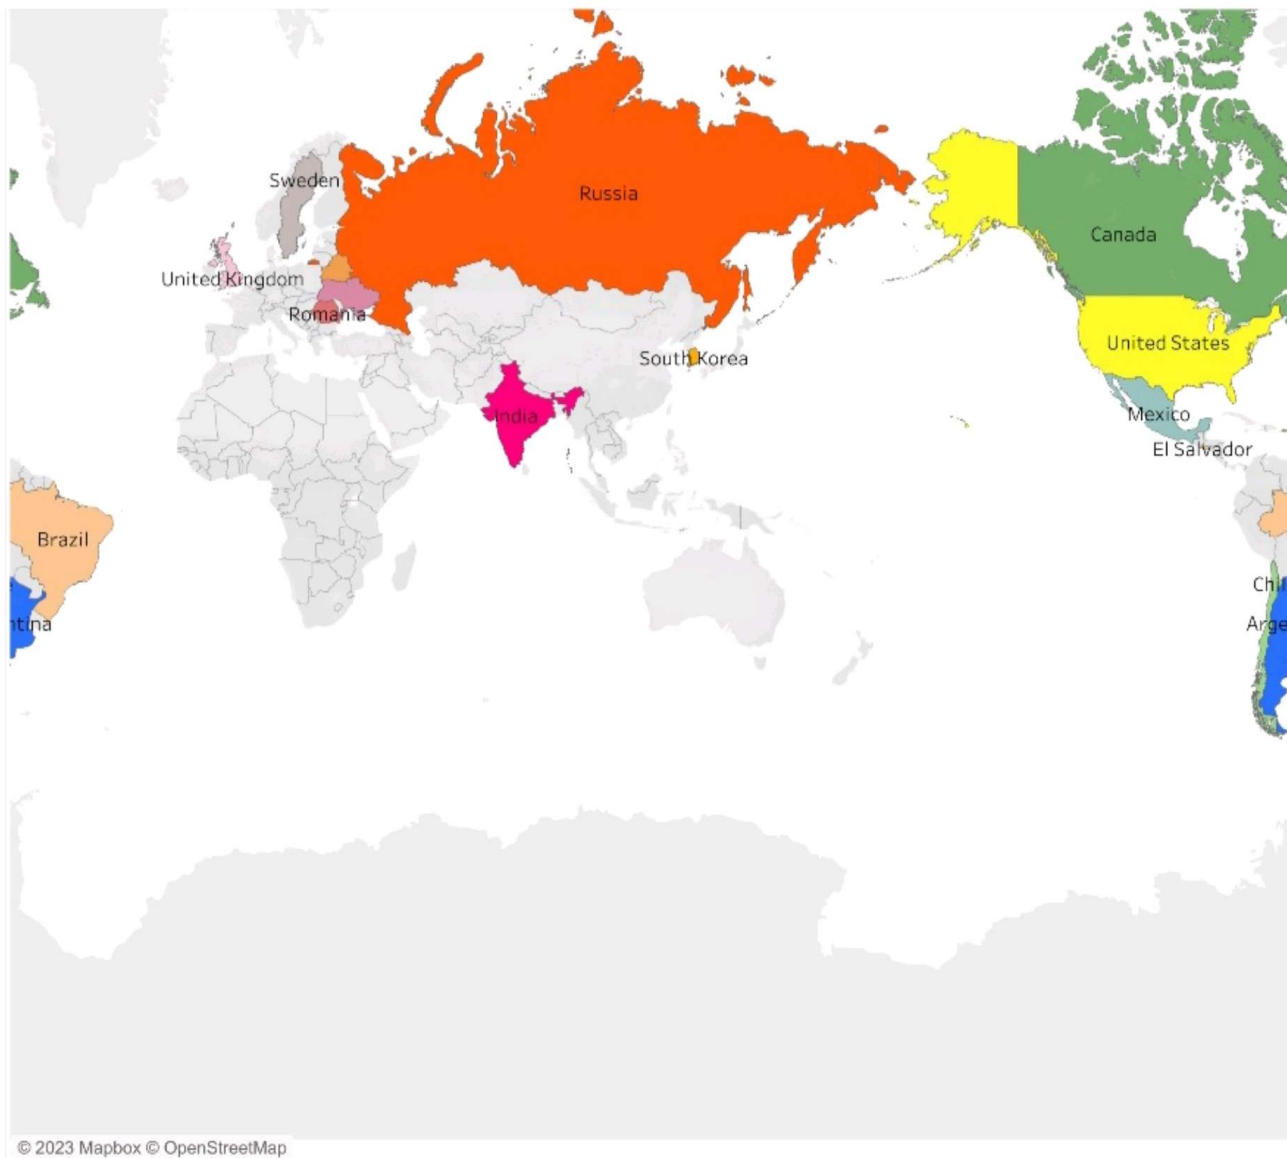 Sweden
Russia
Canada
United Kingdom
Romania
United States
South Korea
India
Mexico
El Salvador
Brazil
Chi
ntina
Arge
© 2023 Mapbox © OpenStreetMap